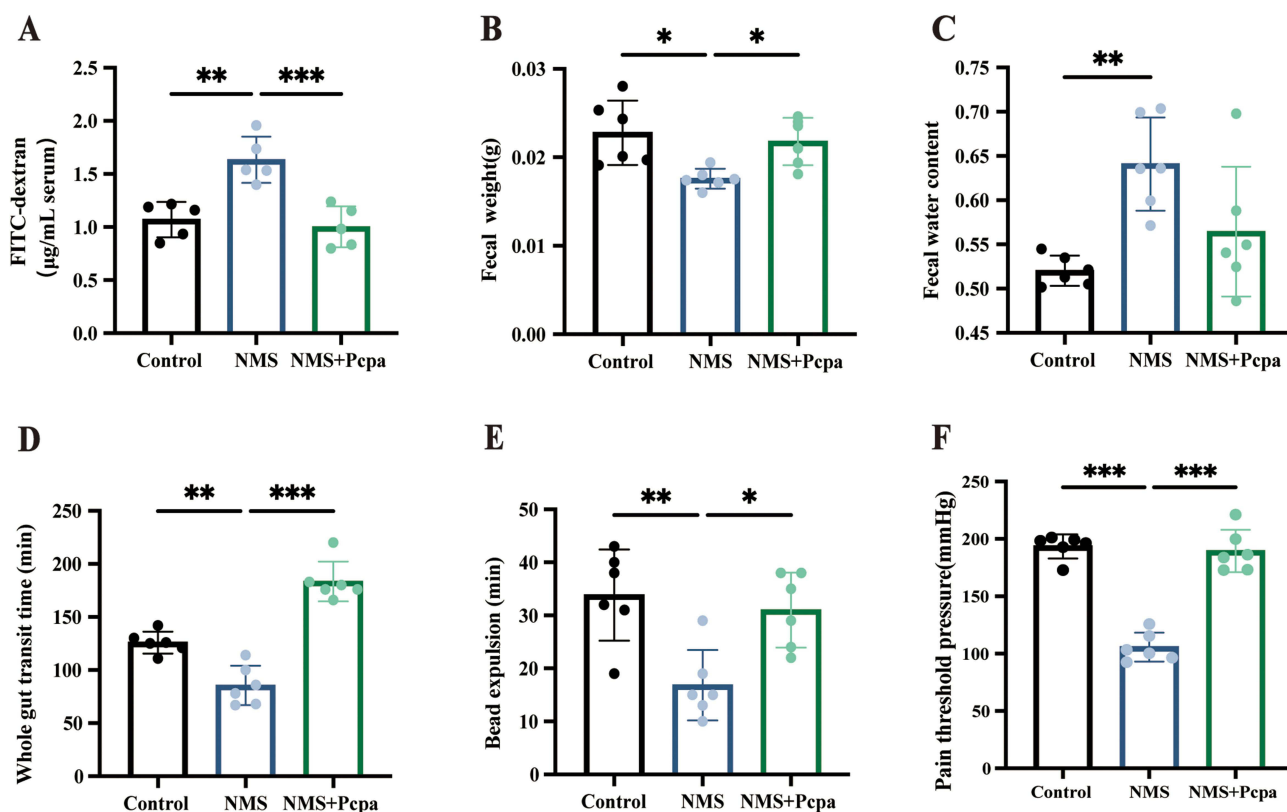 A
FITC-dextran
(μg/mL serum)
2.5
2.0
1.5
1.0
0.5
0.0
** ***
Control NMS NMS+Pcpa
B
Fecal weight(g)
0.03
0.02
0.01
0.00
* *
Control NMS NMS+Pcpa
C
Fecal water content
0.75
0.70
0.65
0.60
0.55
0.50
0.45
**
Control NMS NMS+Pcpa
D
Whole gut transit time (min)
250
200
150
100
50
0
** ***
Control NMS NMS+Pcpa
E
Bead expulsion (min)
50
40
30
20
10
0
** *
Control NMS NMS+Pcpa
F
Pain threshold pressure(mmHg)
250
200
150
100
50
0
*** ***
Control NMS NMS+Pcpa